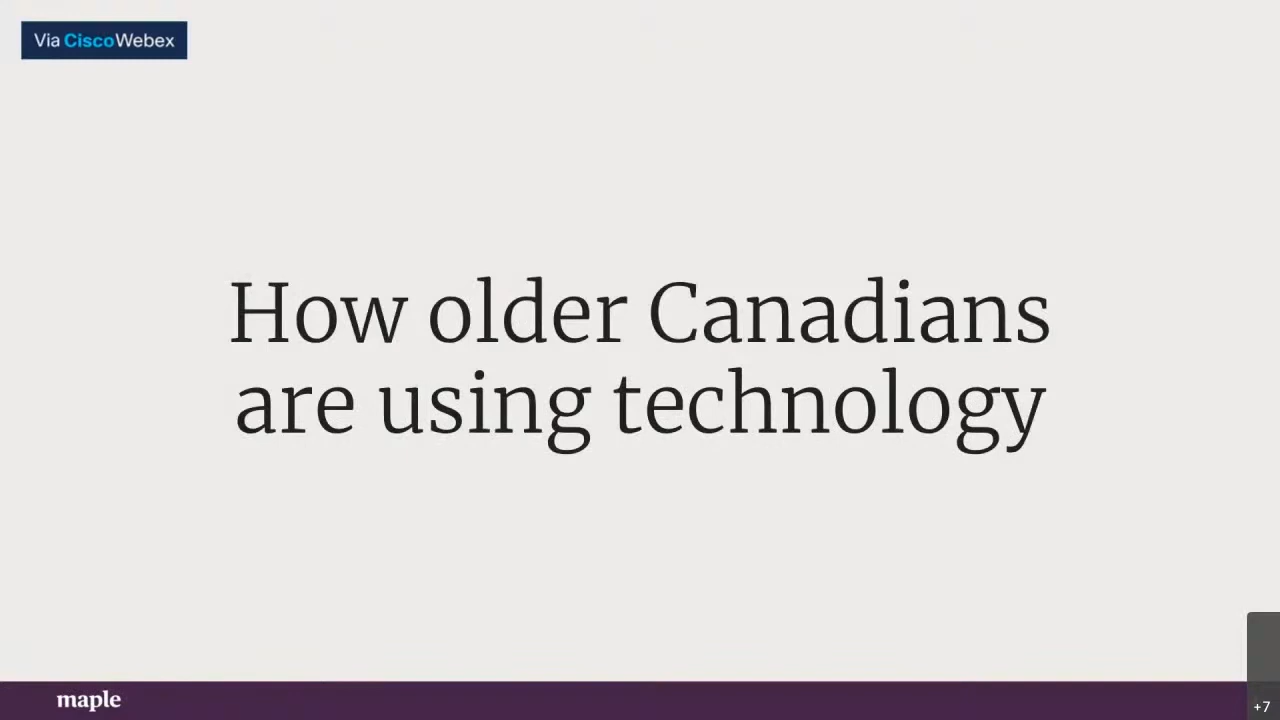 Via CiscoWebex
How older Canadians
are using technology
maple
+7